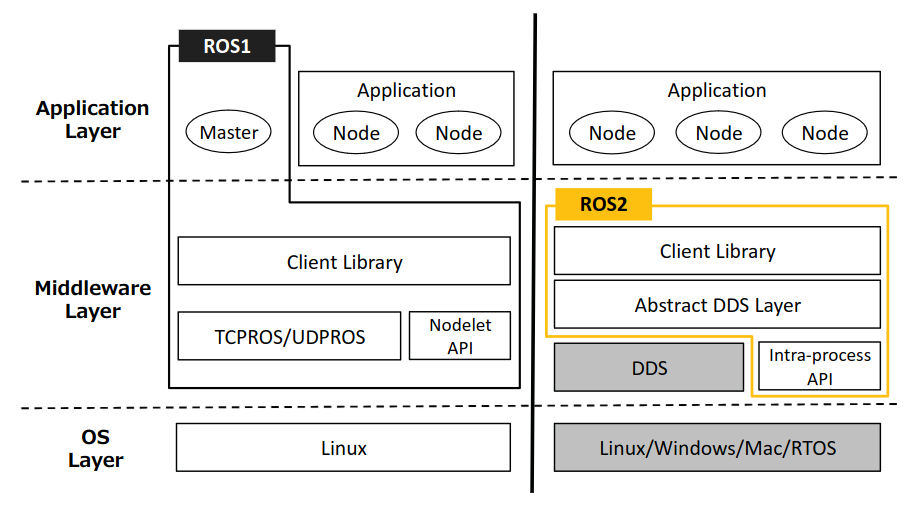 ROS1
Application
Layer
Master
Application
Node
Node
Application
Node
Node
Node
Middleware
Layer
Client Library
TCPROS/UDPROS
Nodelet
API
ROS2
Client Library
Abstract DDS Layer
DDS
Intra-process
API
OS
Layer
Linux
Linux/Windows/Mac/RTOS